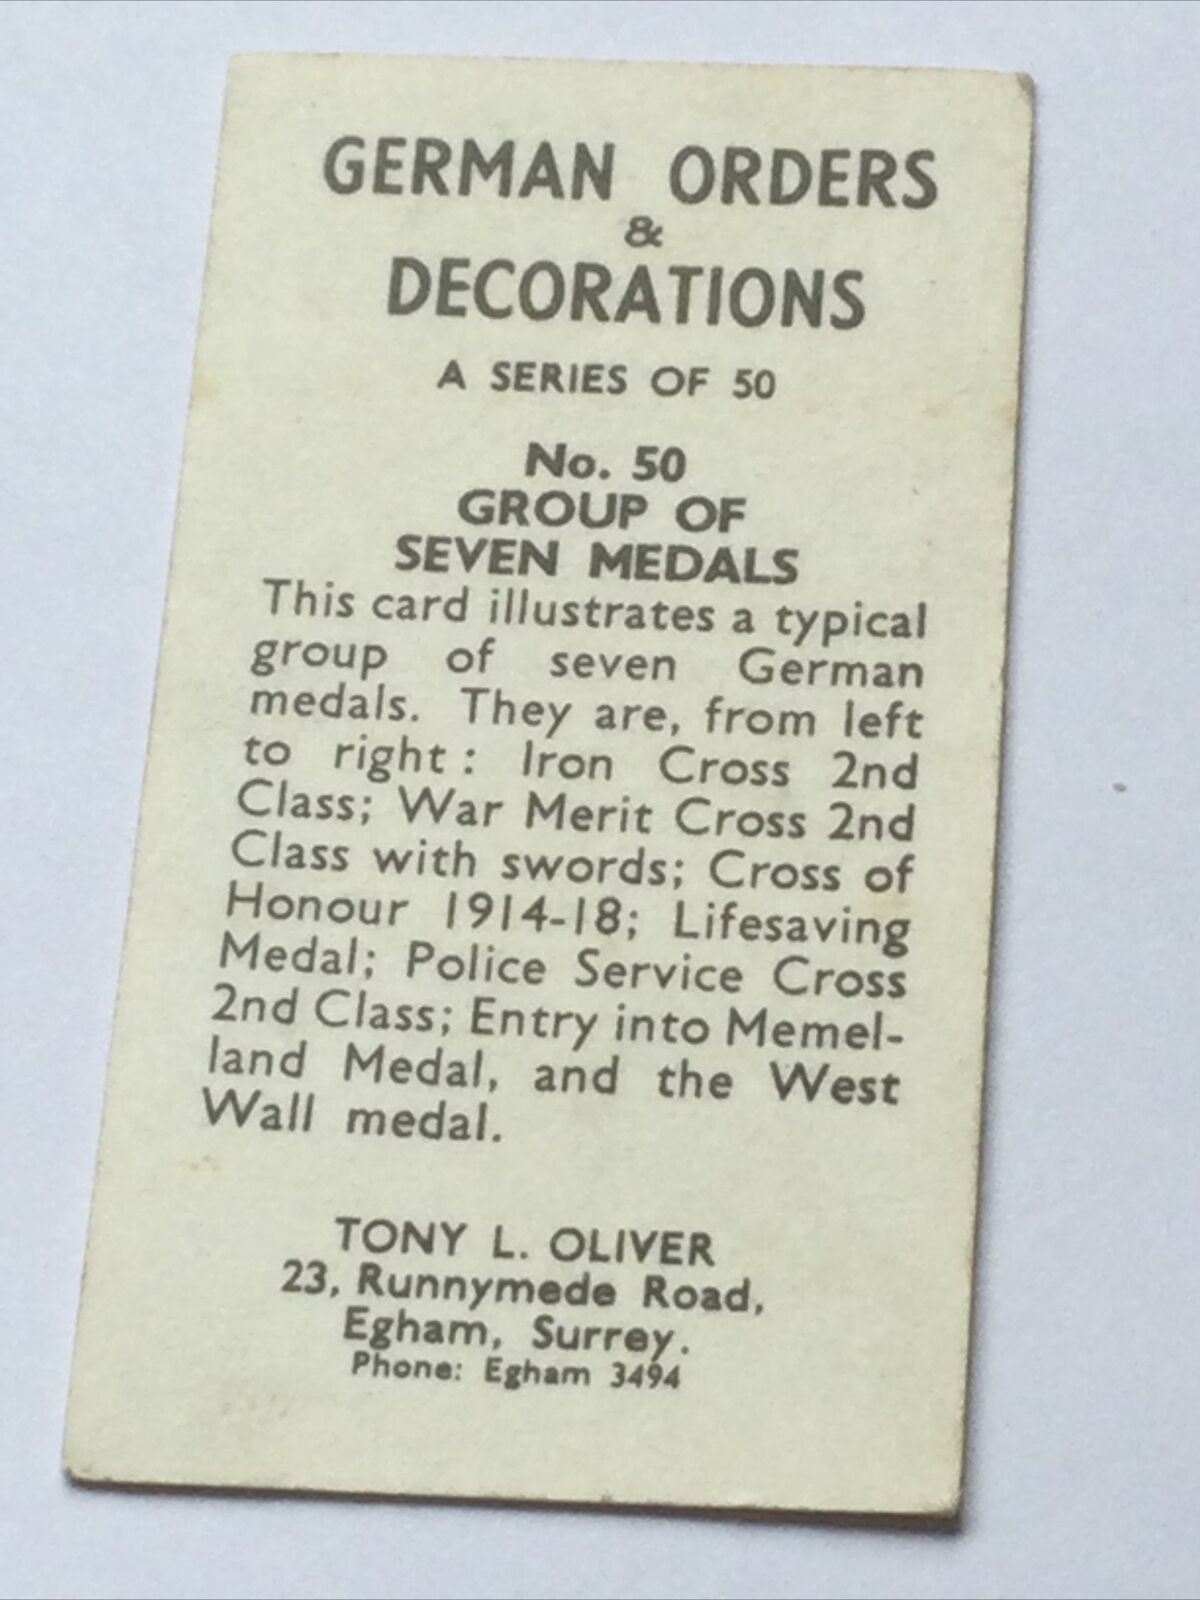 GERMAN ORDERS
&
DECORATIONS
A SERIES OF 50
No. 50
GROUP OF
SEVEN MEDALS
This card illustrates a typical
group of seven German
medals. They are, from left
to right: Iron Cross 2nd
Class; War Merit Cross 2nd
Class with swords; Cross of
Honour 1914-18; Lifesaving
Medal; Police Service Cross
2nd Class; Entry into Memel-
land Medal, and the West
Wall medal.
TONY L. OLIVER
23, Runnymede Road,
Egham, Surrey.
Phone: Egham 3494